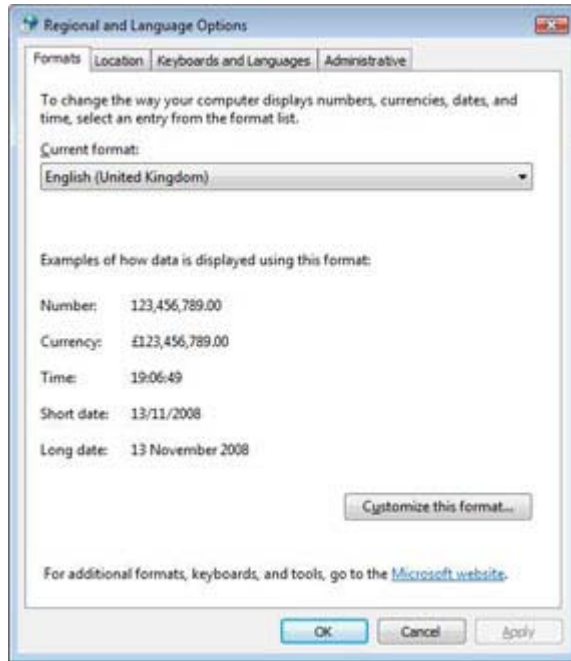 Regional and Language Options
Formats Location Keyboards and Languages Administrative
To change the way your computer displays numbers, currencies, dates, and
time, select an entry from the format list.
Current format:
English (United Kingdom)
Examples of how data is displayed using this format:
Number: 123,456,789.00
Currency: £123,456,789.00
Time: 19:06:49
Short date: 13/11/2008
Long date: 13 November 2008
Customize this format...
For additional formats, keyboards, and tools, go to the Microsoft website.
OK Cancel Apply